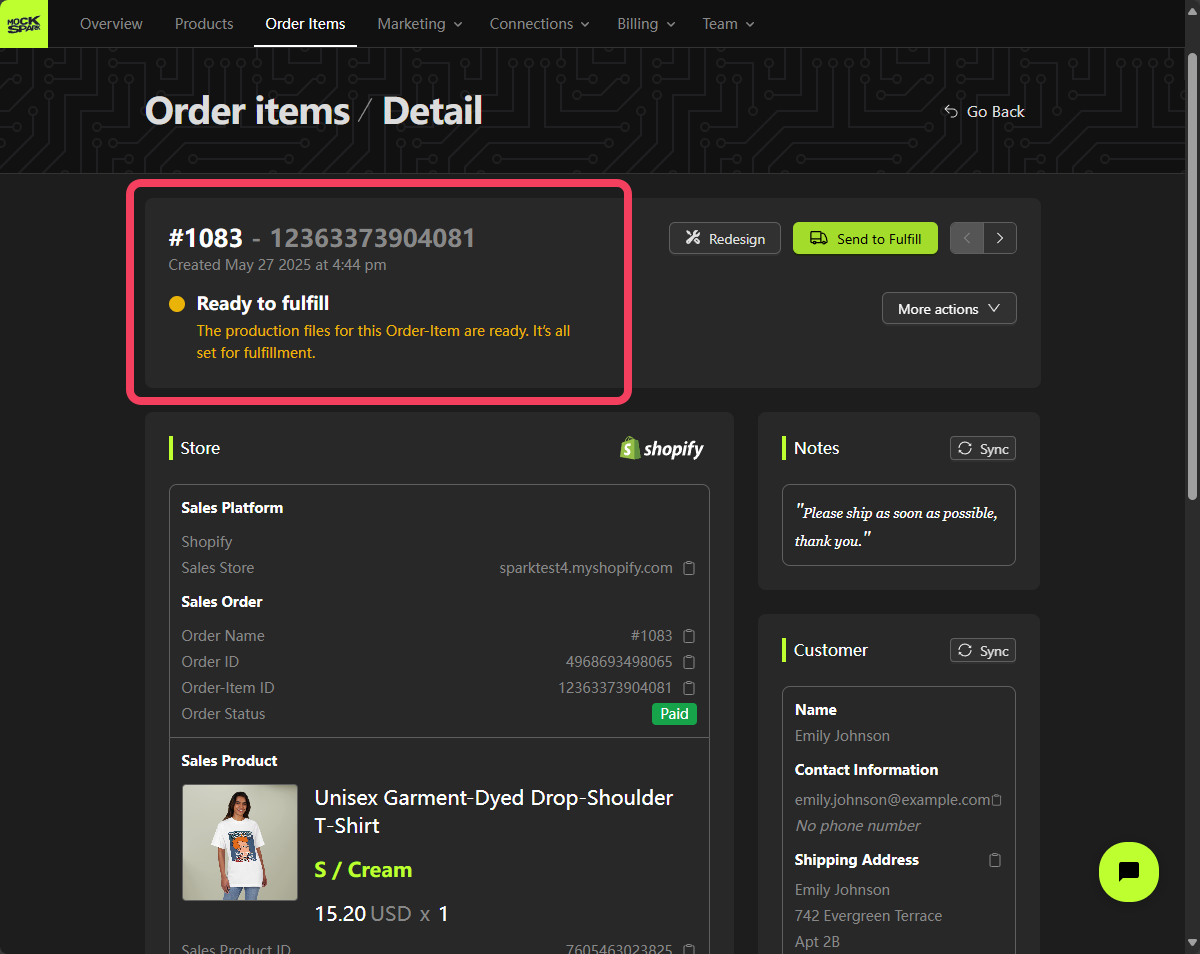 MOCK
SPARK
Overview Products Order Items Marketing Connections Billing Team
Order items / Detail
Go Back
#1083 - 12363373904081
Created May 27 2025 at 4:44 pm
Ready to fulfill
The production files for this Order-Item are ready. It’s all
set for fulfillment.
Redesign
Send to Fulfill
More actions
Store
shopify
Sales Platform
Shopify
Sales Store sparktest4.myshopify.com
Sales Order
Order Name #1083
Order ID 4968693498065
Order-Item ID 12363373904081
Order Status Paid
Sales Product
Unisex Garment-Dyed Drop-Shoulder
T-Shirt
S / Cream
15.20 USD x 1
Sales Product ID 7605463023825
Notes
Sync
"Please ship as soon as possible,
thank you."
Customer
Sync
Name
Emily Johnson
Contact Information
emily.johnson@example.com
No phone number
Shipping Address
Emily Johnson
742 Evergreen Terrace
Apt 2B